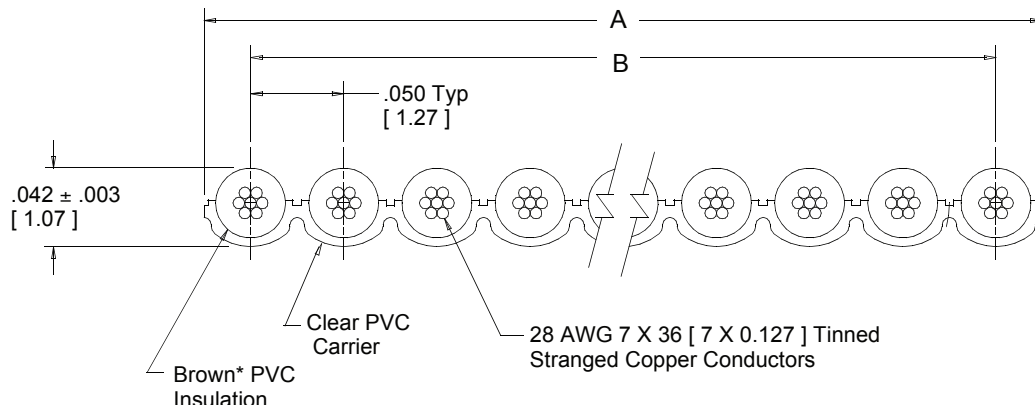 A
B
.050 Typ
[ 1.27 ]
.042 ± .003
[ 1.07 ]
Clear PVC
Carrier
28 AWG 7 X 36 [ 7 X 0.127 ] Tinned
Stranged Copper Conductors
Brown* PVC
Insulation